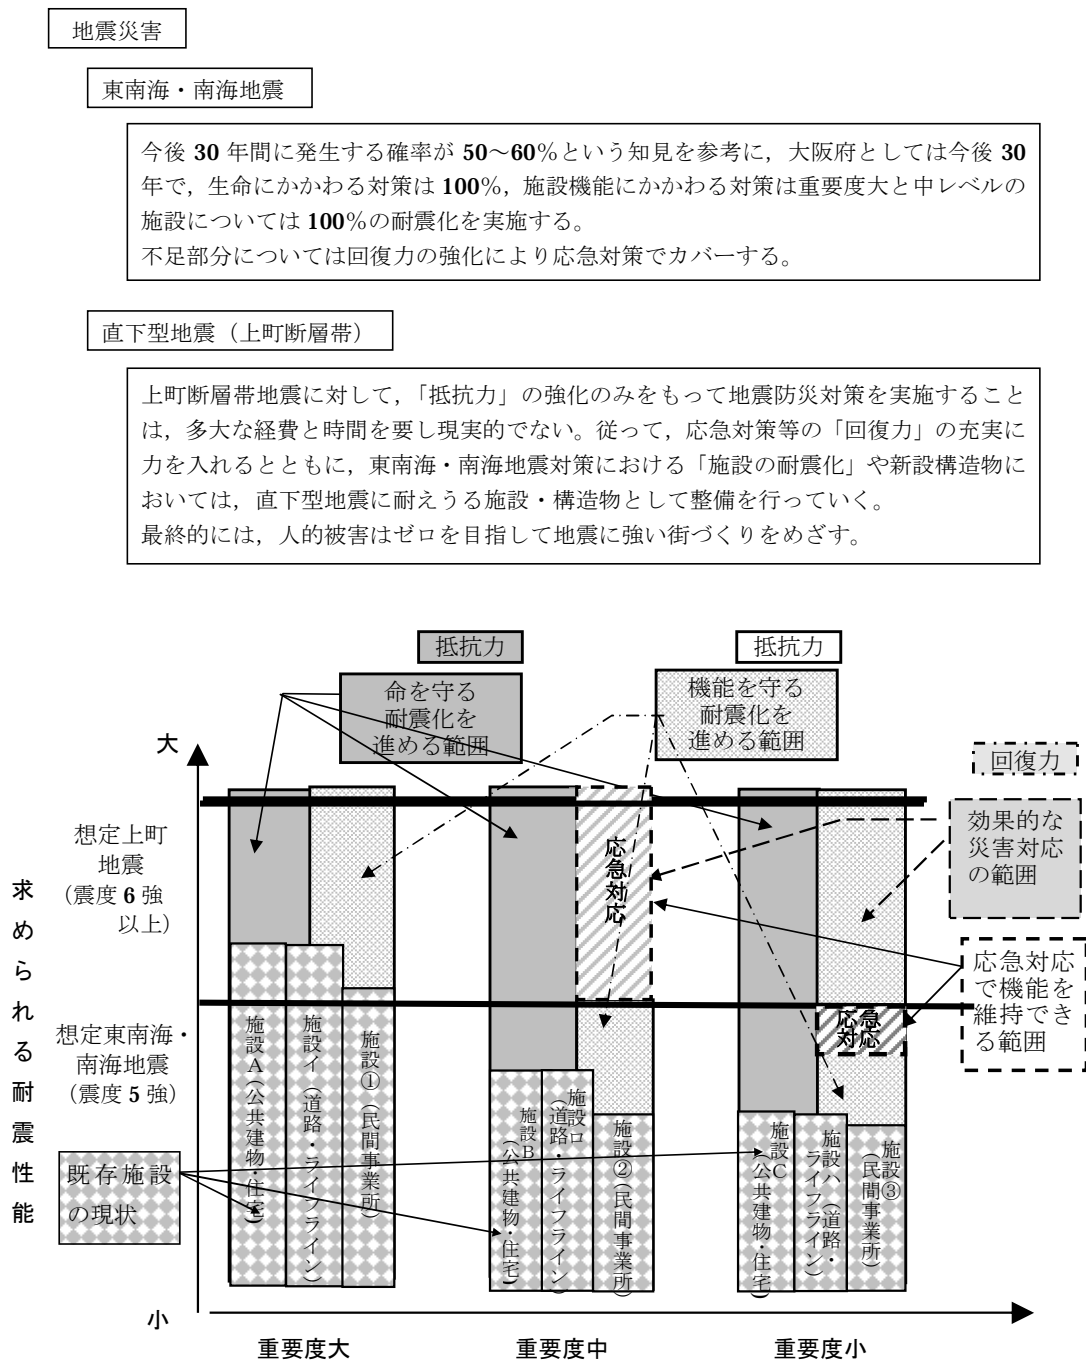 地震災害
東南海・南海地震
今後 30 年間に発生する確率が 50～60％という知見を参考に，大阪府としては今後 30
年で，生命にかかわる対策は 100％，施設機能にかかわる対策は重要度大と中レベルの
施設については 100％の耐震化を実施する。
不足部分については回復力の強化により応急対策でカバーする。
直下型地震（上町断層帯）
上町断層帯地震に対して，「抵抗力」の強化のみをもって地震防災対策を実施すること
は，多大な経費と時間を要し現実的でない。従って，応急対策等の「回復力」の充実に
力を入れるとともに，東南海・南海地震対策における「施設の耐震化」や新設構造物に
おいては，直下型地震に耐えうる施設・構造物として整備を行っていく。
最終的には，人的被害はゼロを目指して地震に強い街づくりをめざす。
抵抗力
抵抗力
命を守る
耐震化を
進める範囲
機能を守る
耐震化を
進める範囲
回復力
効果的な
災害対応
の範囲
応急対応
で機能を
維持でき
る範囲
大
想定上町
地震
（震度 6 強
以上）
求められる耐震性能
想定東南海・
南海地震
（震度 5 強）
既存施設
の現状
小
応急対応
応急
対応
施設A（公共建物・住宅）
施設イ（道路・ライフライン）
施設①（民間事業所）
施設B
（公共建物・住宅）
施設ロ
（道路・ライフライン）
施設②（民間事業所）
施設C
（公共建物・住宅）
施設ハ（道路・
ライフライン）
施設③
（民間事業所）
重要度大
重要度中
重要度小